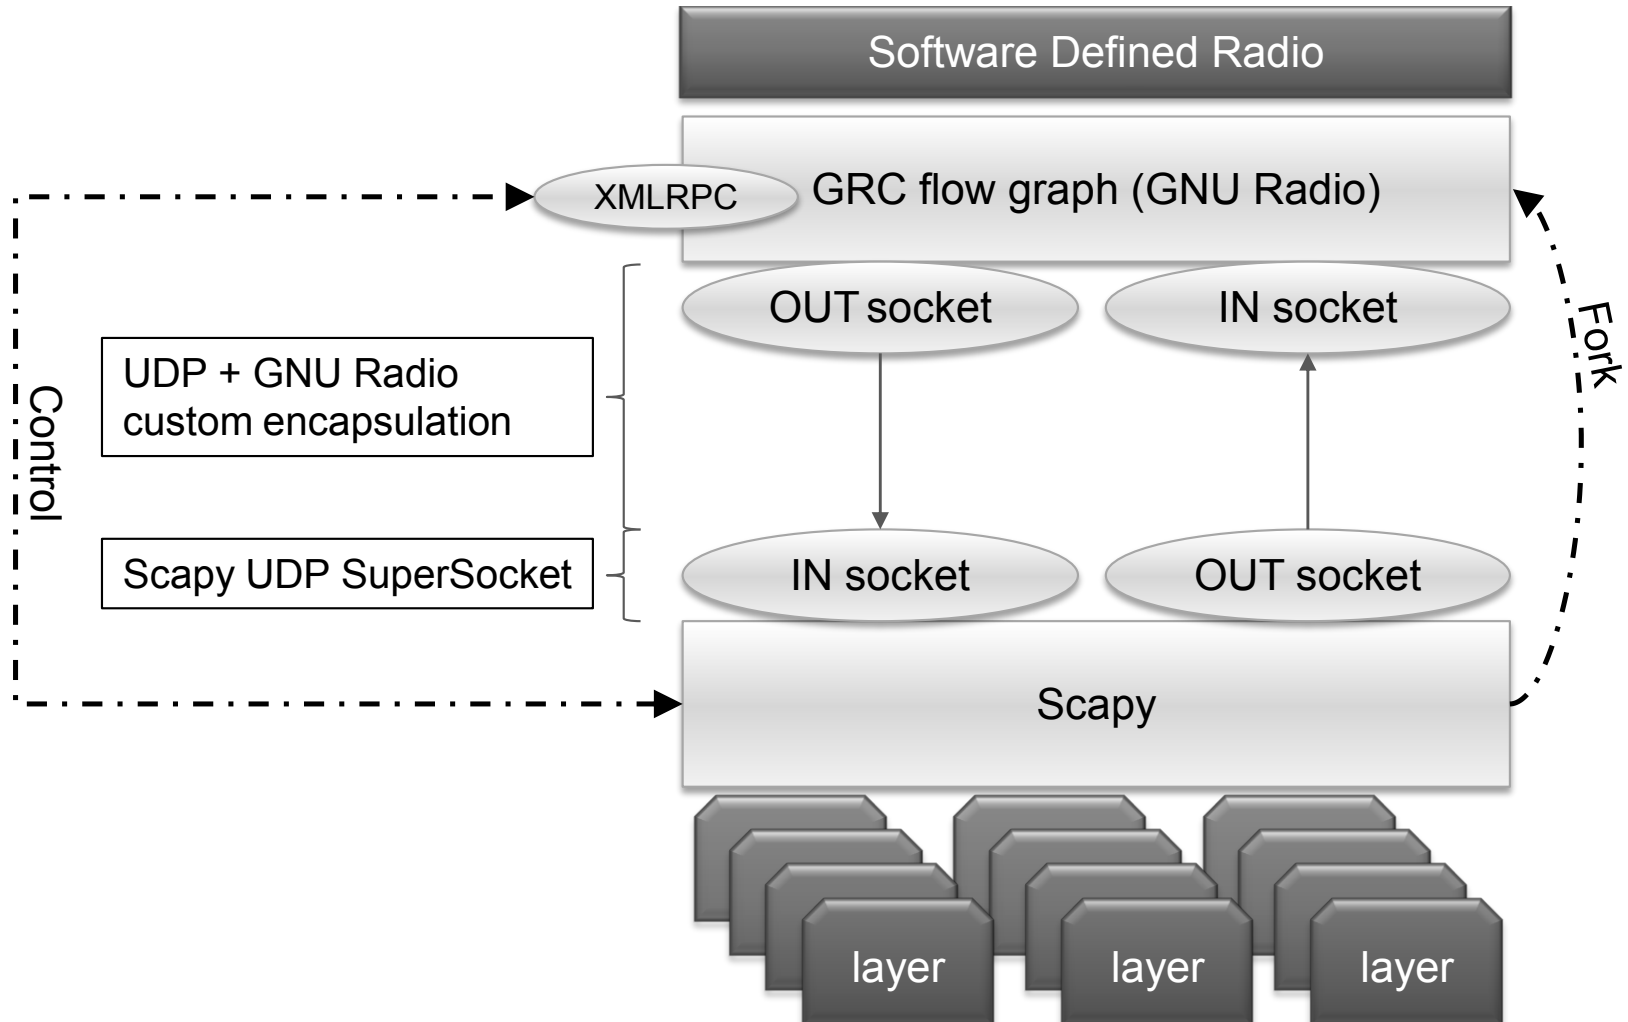 Software Defined Radio
XMLRPC
GRC flow graph (GNU Radio)
OUT socket
IN socket
Fork
UDP + GNU Radio
custom encapsulation
Control
Scapy UDP SuperSocket
IN socket
OUT socket
Scapy
layer
layer
layer